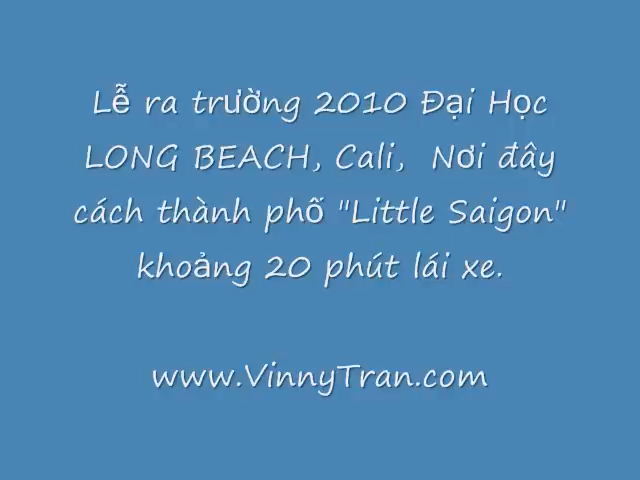 Lễ ra trường 2010 Đại Học
LONG BEACH, Cali, Nơi đây
cách thành phố "Little Saigon"
khoảng 20 phút lái xe.
www.VinnyTran.com